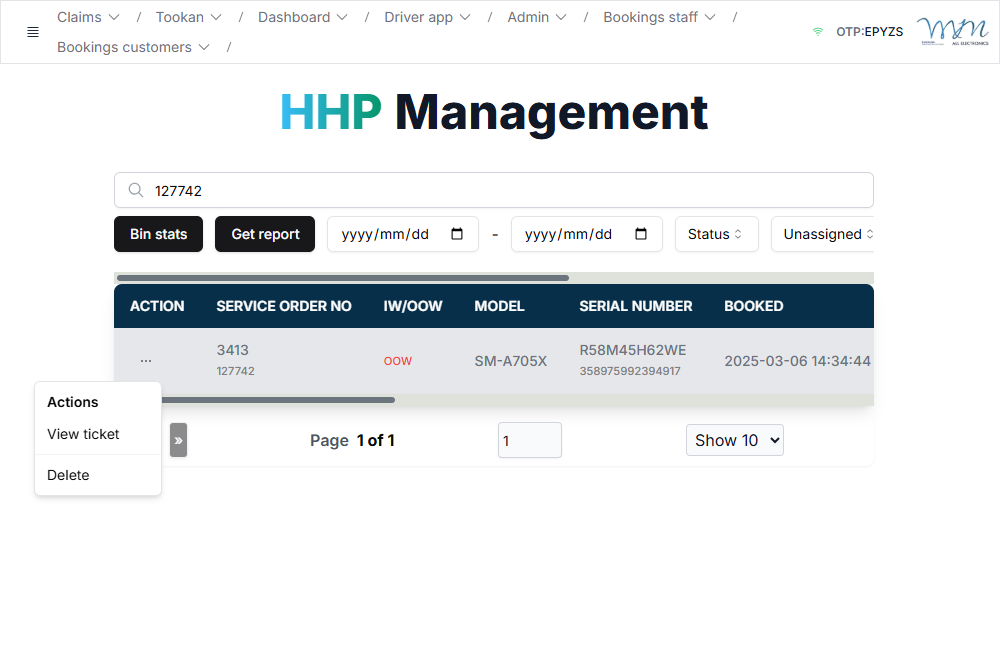 Claims / Tookan / Dashboard / Driver app / Admin / Bookings staff /
Bookings customers /
OTP:EPYZS
MM
ALL ELECTRONICS
HHP Management
127742
Bin stats Get report yyyy/mm/dd - yyyy/mm/dd Status Unassigned
ACTION SERVICE ORDER NO IW/OOW MODEL SERIAL NUMBER BOOKED
... 3413 127742 OOW SM-A705X R58M45H62WE 358975992394917 2025-03-06 14:34:44
Actions
View ticket
Delete
» Page 1 of 1 1 Show 10